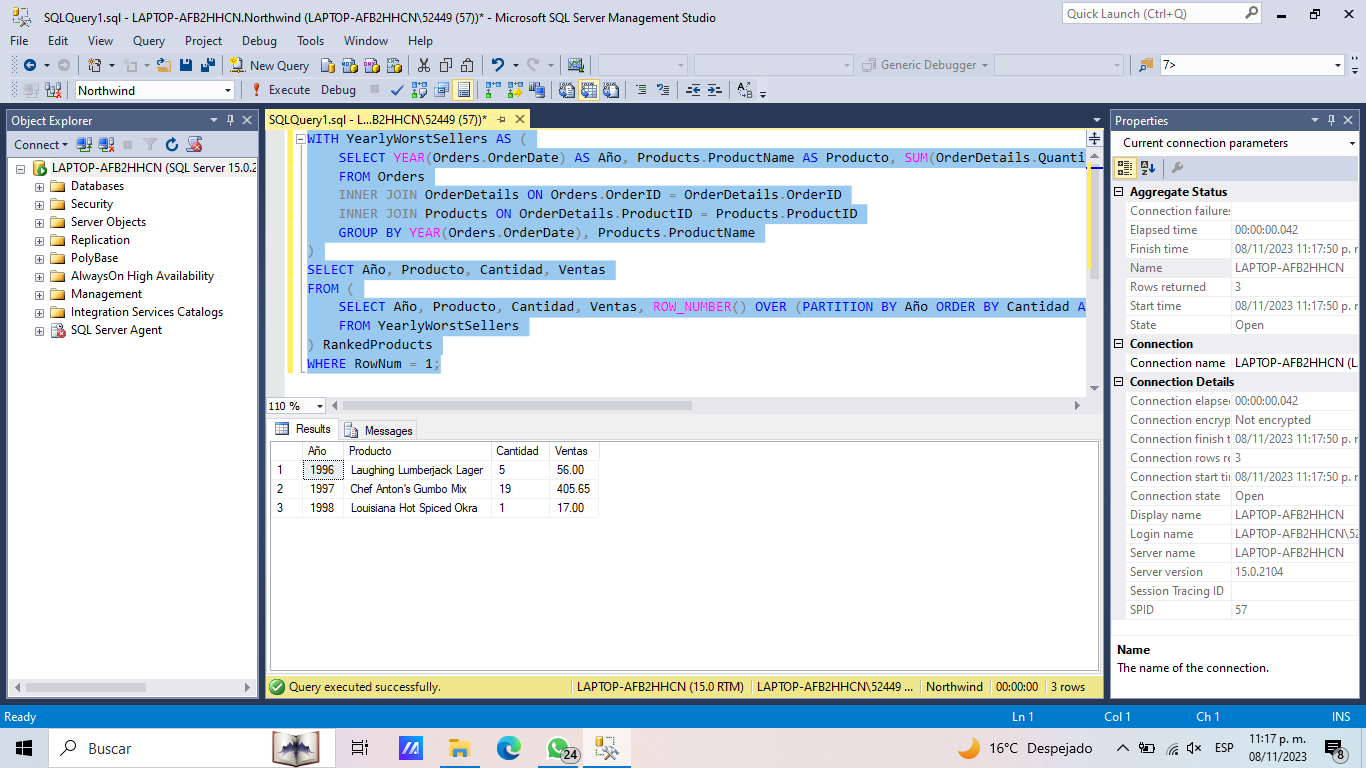 SQLQuery1.sql - LAPTOP-AFB2HHCN.Northwind (LAPTOP-AFB2HHCN\52449 (57))* - Microsoft SQL Server Management Studio
Quick Launch (Ctrl+Q)
File Edit View Query Project Debug Tools Window Help
New Query
Generic Debugger
7>
Northwind
Execute Debug
Object Explorer
Connect
LAPTOP-AFB2HHCN (SQL Server 15.0.2
Databases
Security
Server Objects
Replication
PolyBase
AlwaysOn High Availability
Management
Integration Services Catalogs
SQL Server Agent
SQLQuery1.sql - L...B2HHCN\52449 (57))*
WITH YearlyWorstSellers AS (
SELECT YEAR(Orders.OrderDate) AS Año, Products.ProductName AS Producto, SUM(OrderDetails.Quanti
FROM Orders
INNER JOIN OrderDetails ON Orders.OrderID = OrderDetails.OrderID
INNER JOIN Products ON OrderDetails.ProductID = Products.ProductID
GROUP BY YEAR(Orders.OrderDate), Products.ProductName
)
SELECT Año, Producto, Cantidad, Ventas
FROM (
SELECT Año, Producto, Cantidad, Ventas, ROW_NUMBER() OVER (PARTITION BY Año ORDER BY Cantidad A
FROM YearlyWorstSellers
) RankedProducts
WHERE RowNum = 1;
110 %
Results Messages
Año Producto Cantidad Ventas
1 1996 Laughing Lumberjack Lager 5 56.00
2 1997 Chef Anton's Gumbo Mix 19 405.65
3 1998 Louisiana Hot Spiced Okra 1 17.00
Query executed successfully. LAPTOP-AFB2HHCN (15.0 RTM) LAPTOP-AFB2HHCN\52449 ... Northwind 00:00:00 3 rows
Properties
Current connection parameters
Aggregate Status
Connection failures
Elapsed time 00:00:00.042
Finish time 08/11/2023 11:17:50 p. r
Name LAPTOP-AFB2HHCN
Rows returned 3
Start time 08/11/2023 11:17:50 p. r
State Open
Connection
Connection name LAPTOP-AFB2HHCN (L
Connection Details
Connection elapse 00:00:00.042
Connection encryp Not encrypted
Connection finish t 08/11/2023 11:17:50 p. r
Connection rows re 3
Connection start ti 08/11/2023 11:17:50 p. r
Connection state Open
Display name LAPTOP-AFB2HHCN
Login name LAPTOP-AFB2HHCN\52
Server name LAPTOP-AFB2HHCN
Server version 15.0.2104
Session Tracing ID
SPID 57
Name
The name of the connection.
Ready Ln 1 Col 1 Ch 1 INS
Buscar
24
16°C Despejado
ESP
11:17 p. m.
08/11/2023
8